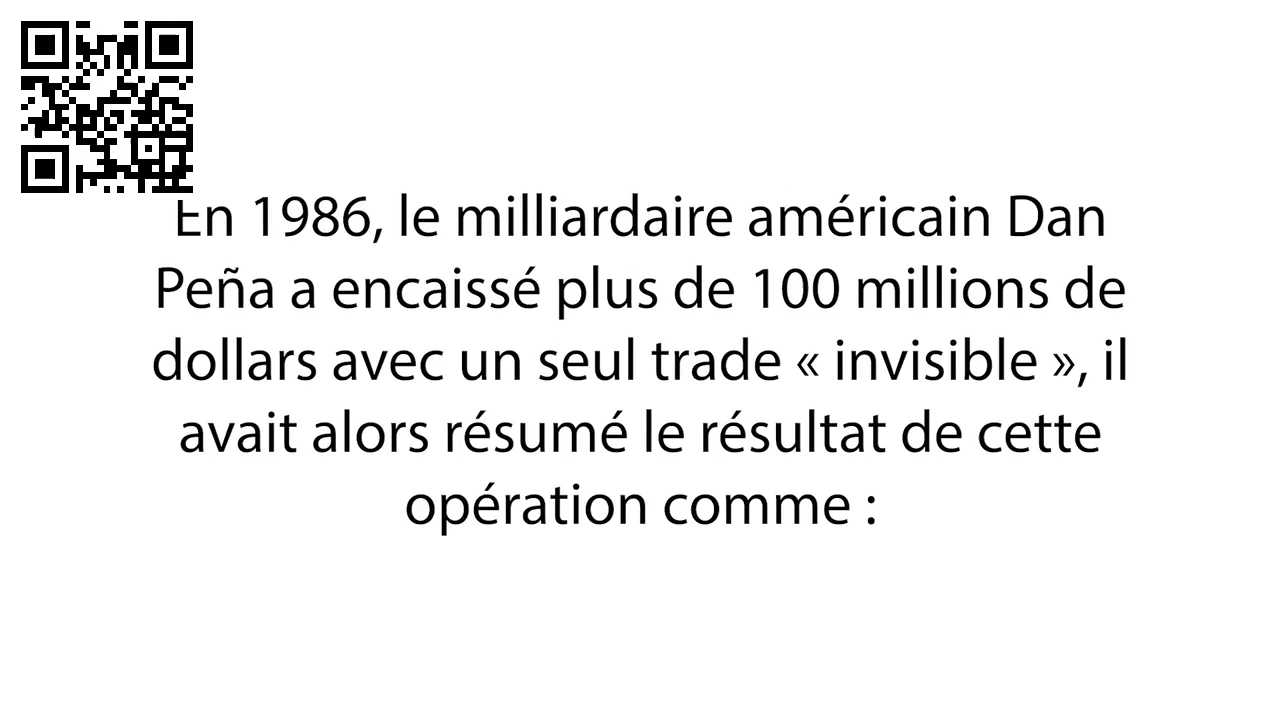 En 1986, le milliardaire américain Dan
Peña a encaissé plus de 100 millions de
dollars avec un seul trade « invisible », il
avait alors résumé le résultat de cette
opération comme :